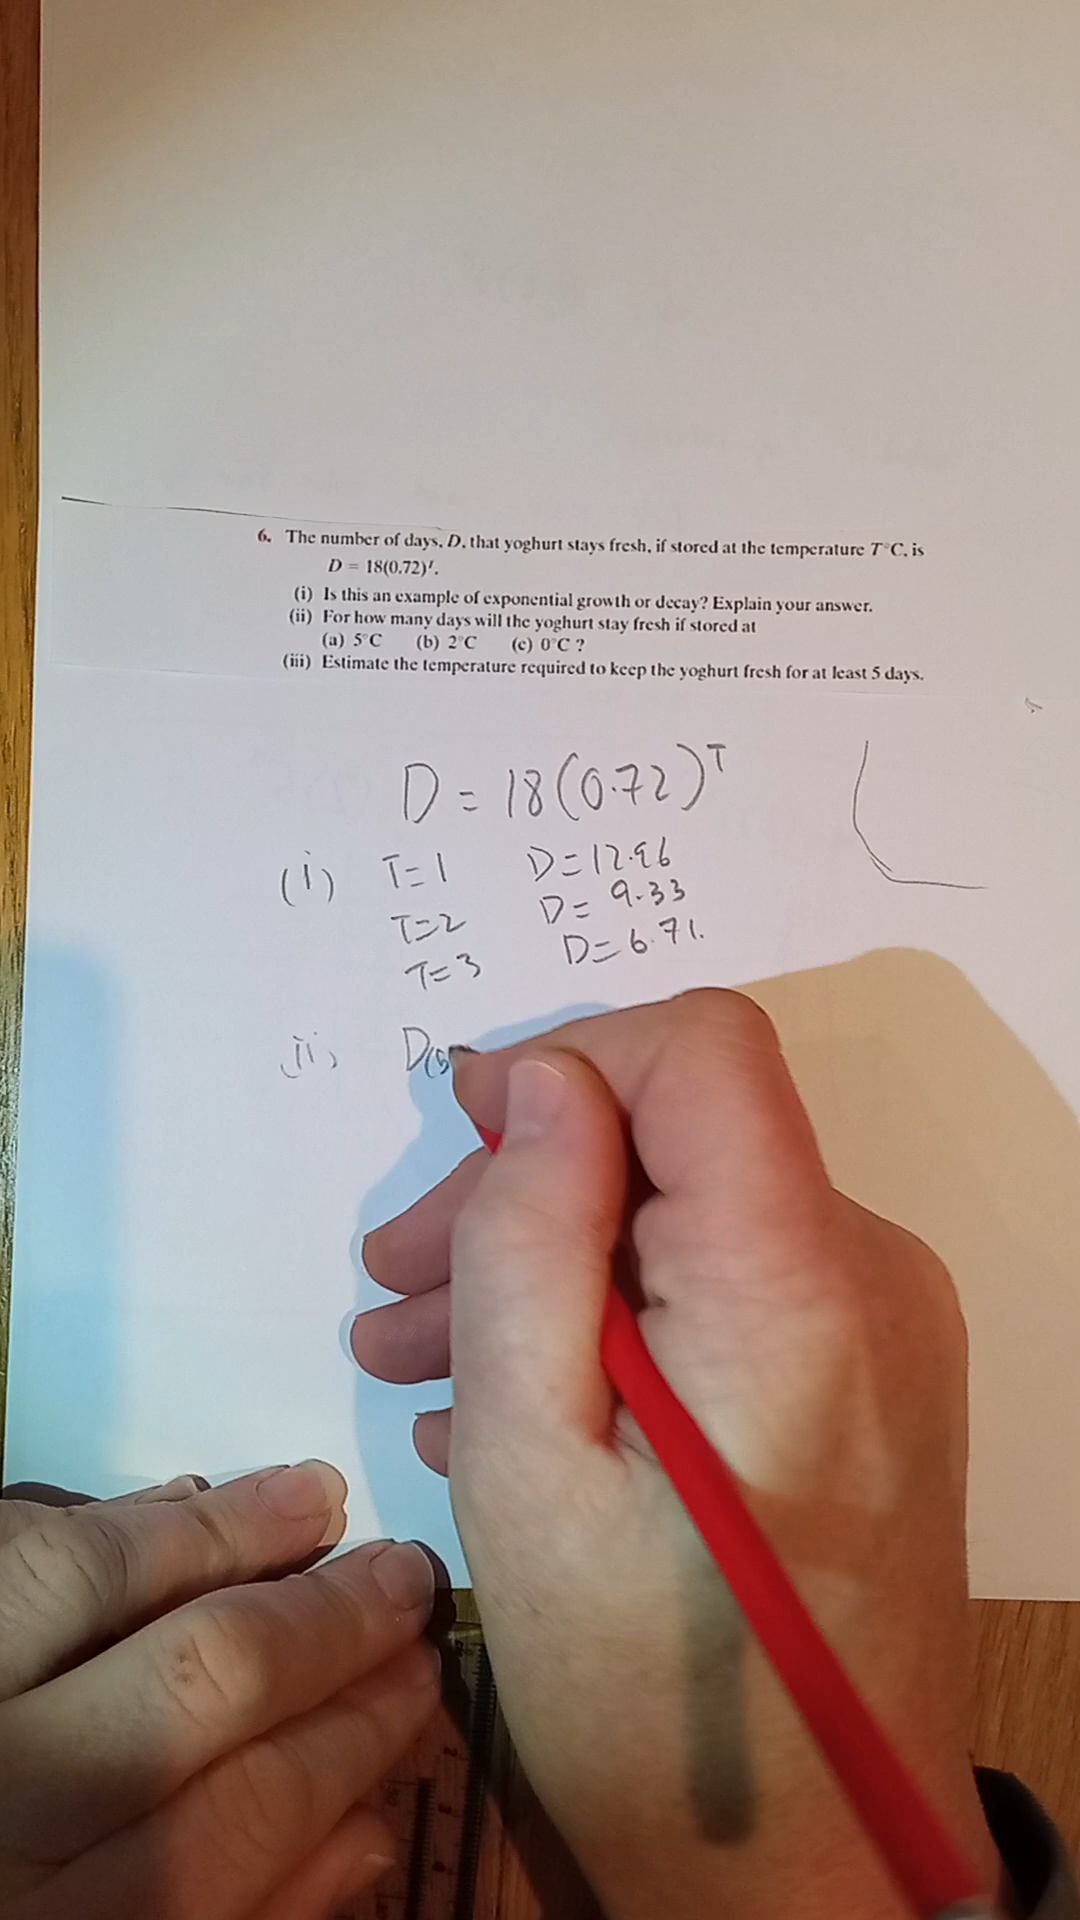 6. The number of days, D, that yoghurt stays fresh, if stored at the temperature T°C, is
D = 18(0.72)ᵀ.
(i) Is this an example of exponential growth or decay? Explain your answer.
(ii) For how many days will the yoghurt stay fresh if stored at
(a) 5°C (b) 2°C (c) 0°C ?
(iii) Estimate the temperature required to keep the yoghurt fresh for at least 5 days.
D = 18(0.72)ᵀ
(i) T=1 D=12.96
T=2 D= 9.33
T=3 D=6.71.
(ii) D(5